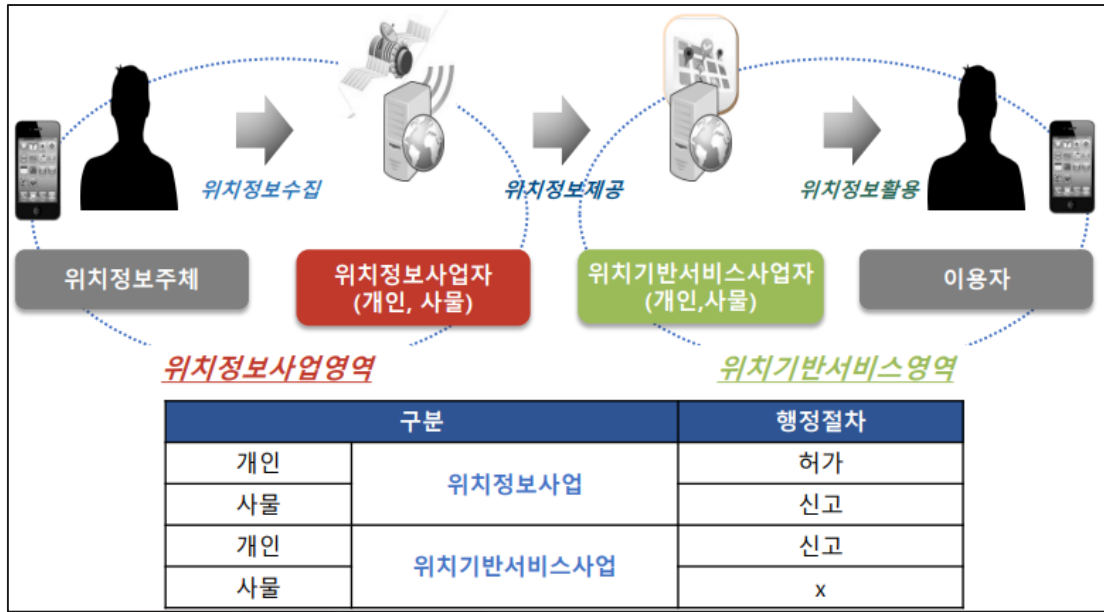 위치정보수집
위치정보제공
위치정보활용
위치정보주체
위치정보사업자
(개인, 사물)
위치기반서비스사업자
(개인,사물)
이용자
위치정보사업영역
위치기반서비스영역
구분 행정절차
개인 위치정보사업 허가
사물 신고
개인 위치기반서비스사업 신고
사물 x